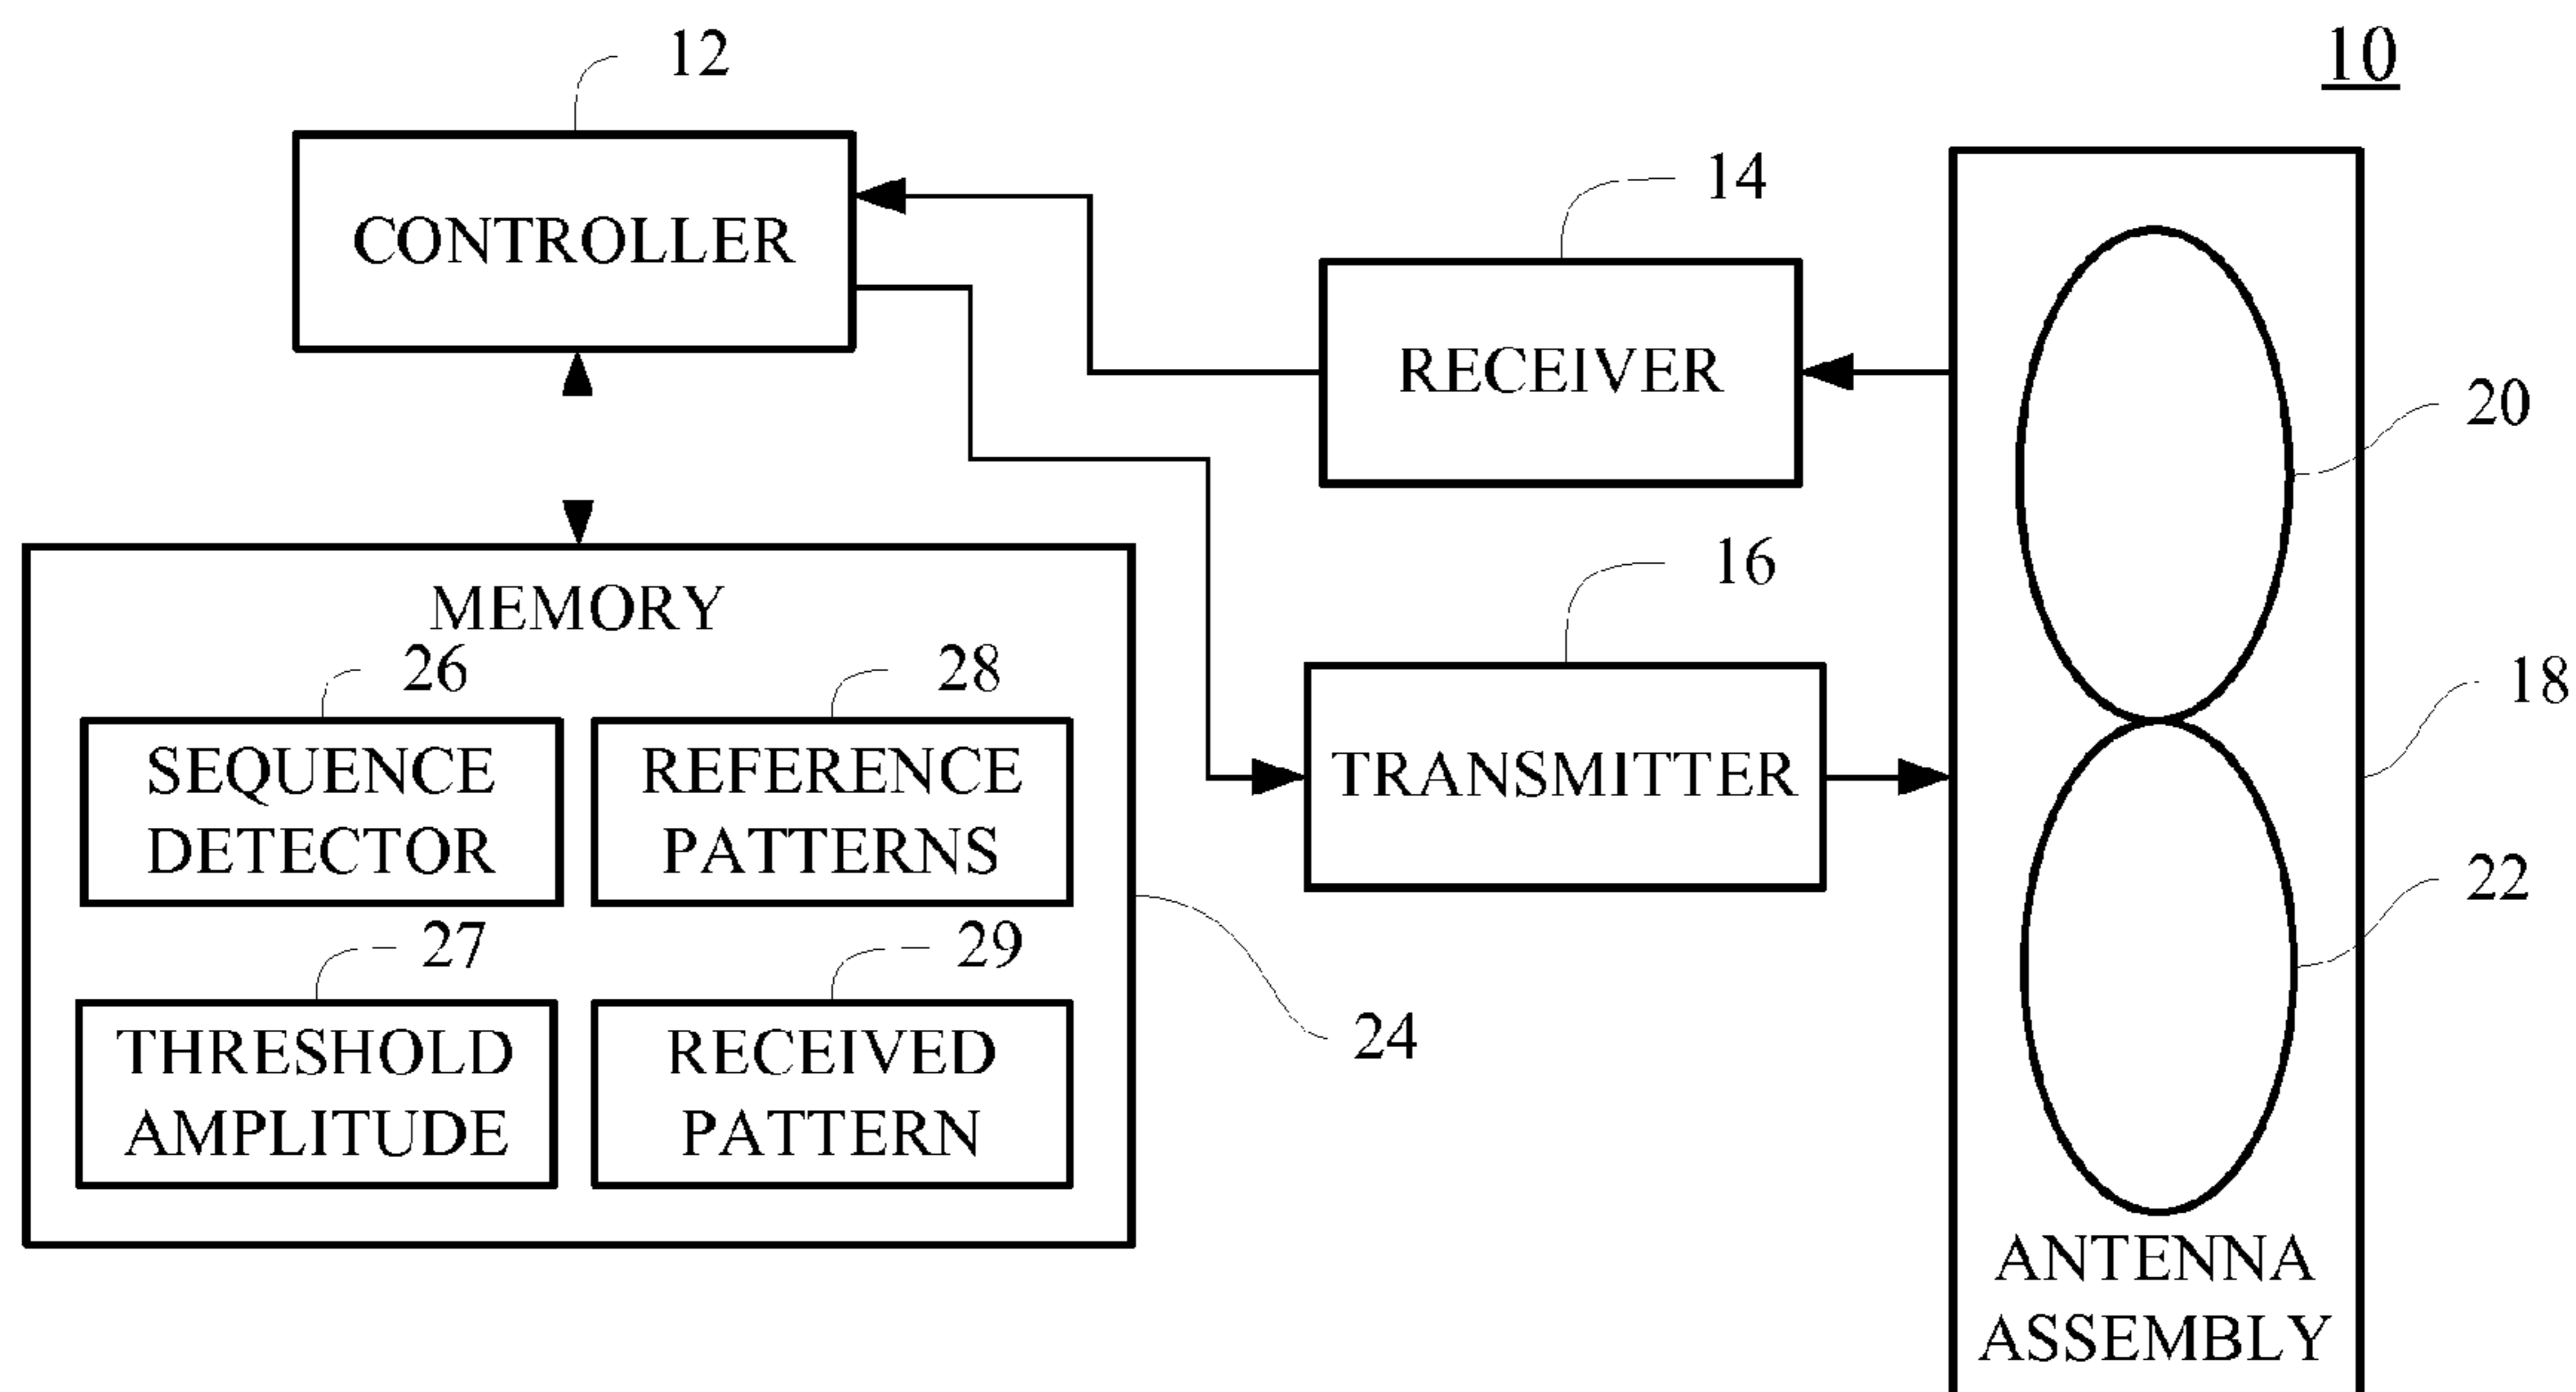 10
12
CONTROLLER
14
RECEIVER
20
16
TRANSMITTER
18
22
MEMORY
26
28
SEQUENCE
DETECTOR
REFERENCE
PATTERNS
27
29
THRESHOLD
AMPLITUDE
RECEIVED
PATTERN
24
ANTENNA
ASSEMBLY